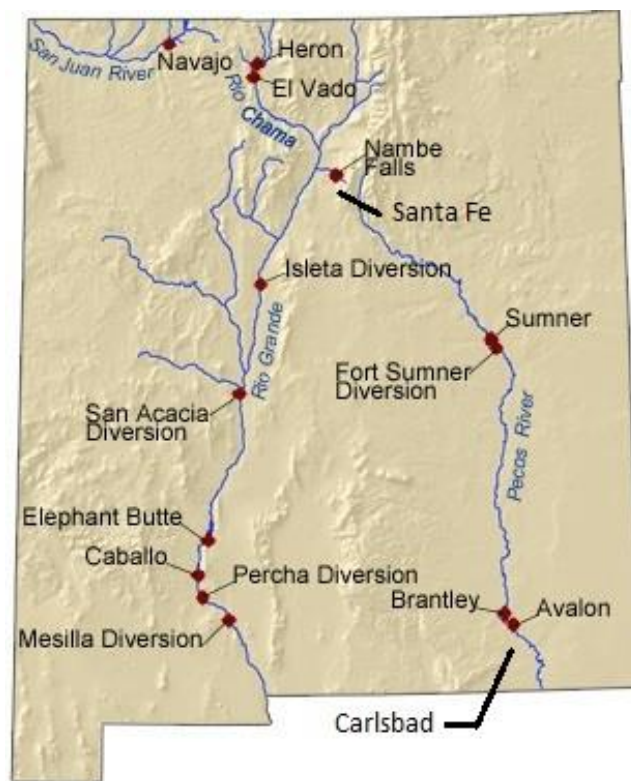 San Juan River
Navajo
Heron
El Vado
Rio
Chama
Nambe
Falls
Santa Fe
Isleta Diversion
Rio Grande
Sumner
Fort Sumner
Diversion
San Acacia
Diversion
Pecos River
Elephant Butte
Caballo
Percha Diversion
Brantley
Avalon
Mesilla Diversion
Carlsbad